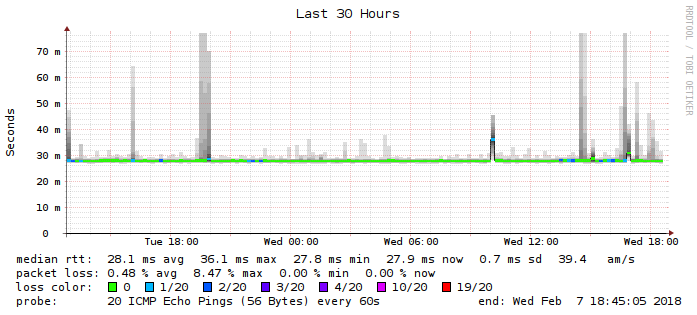 Last 30 Hours
RRDTOOL / TOBI OETIKER
Seconds
70 m
60 m
50 m
40 m
30 m
20 m
10 m
0
Tue 18:00 Wed 00:00 Wed 06:00 Wed 12:00 Wed 18:00
median rtt: 28.1 ms avg 36.1 ms max 27.8 ms min 27.9 ms now 0.7 ms sd 39.4 am/s
packet loss: 0.48 % avg 8.47 % max 0.00 % min 0.00 % now
loss color: 0 1/20 2/20 3/20 4/20 10/20 19/20
probe: 20 ICMP Echo Pings (56 Bytes) every 60s end: Wed Feb 7 18:45:05 2018